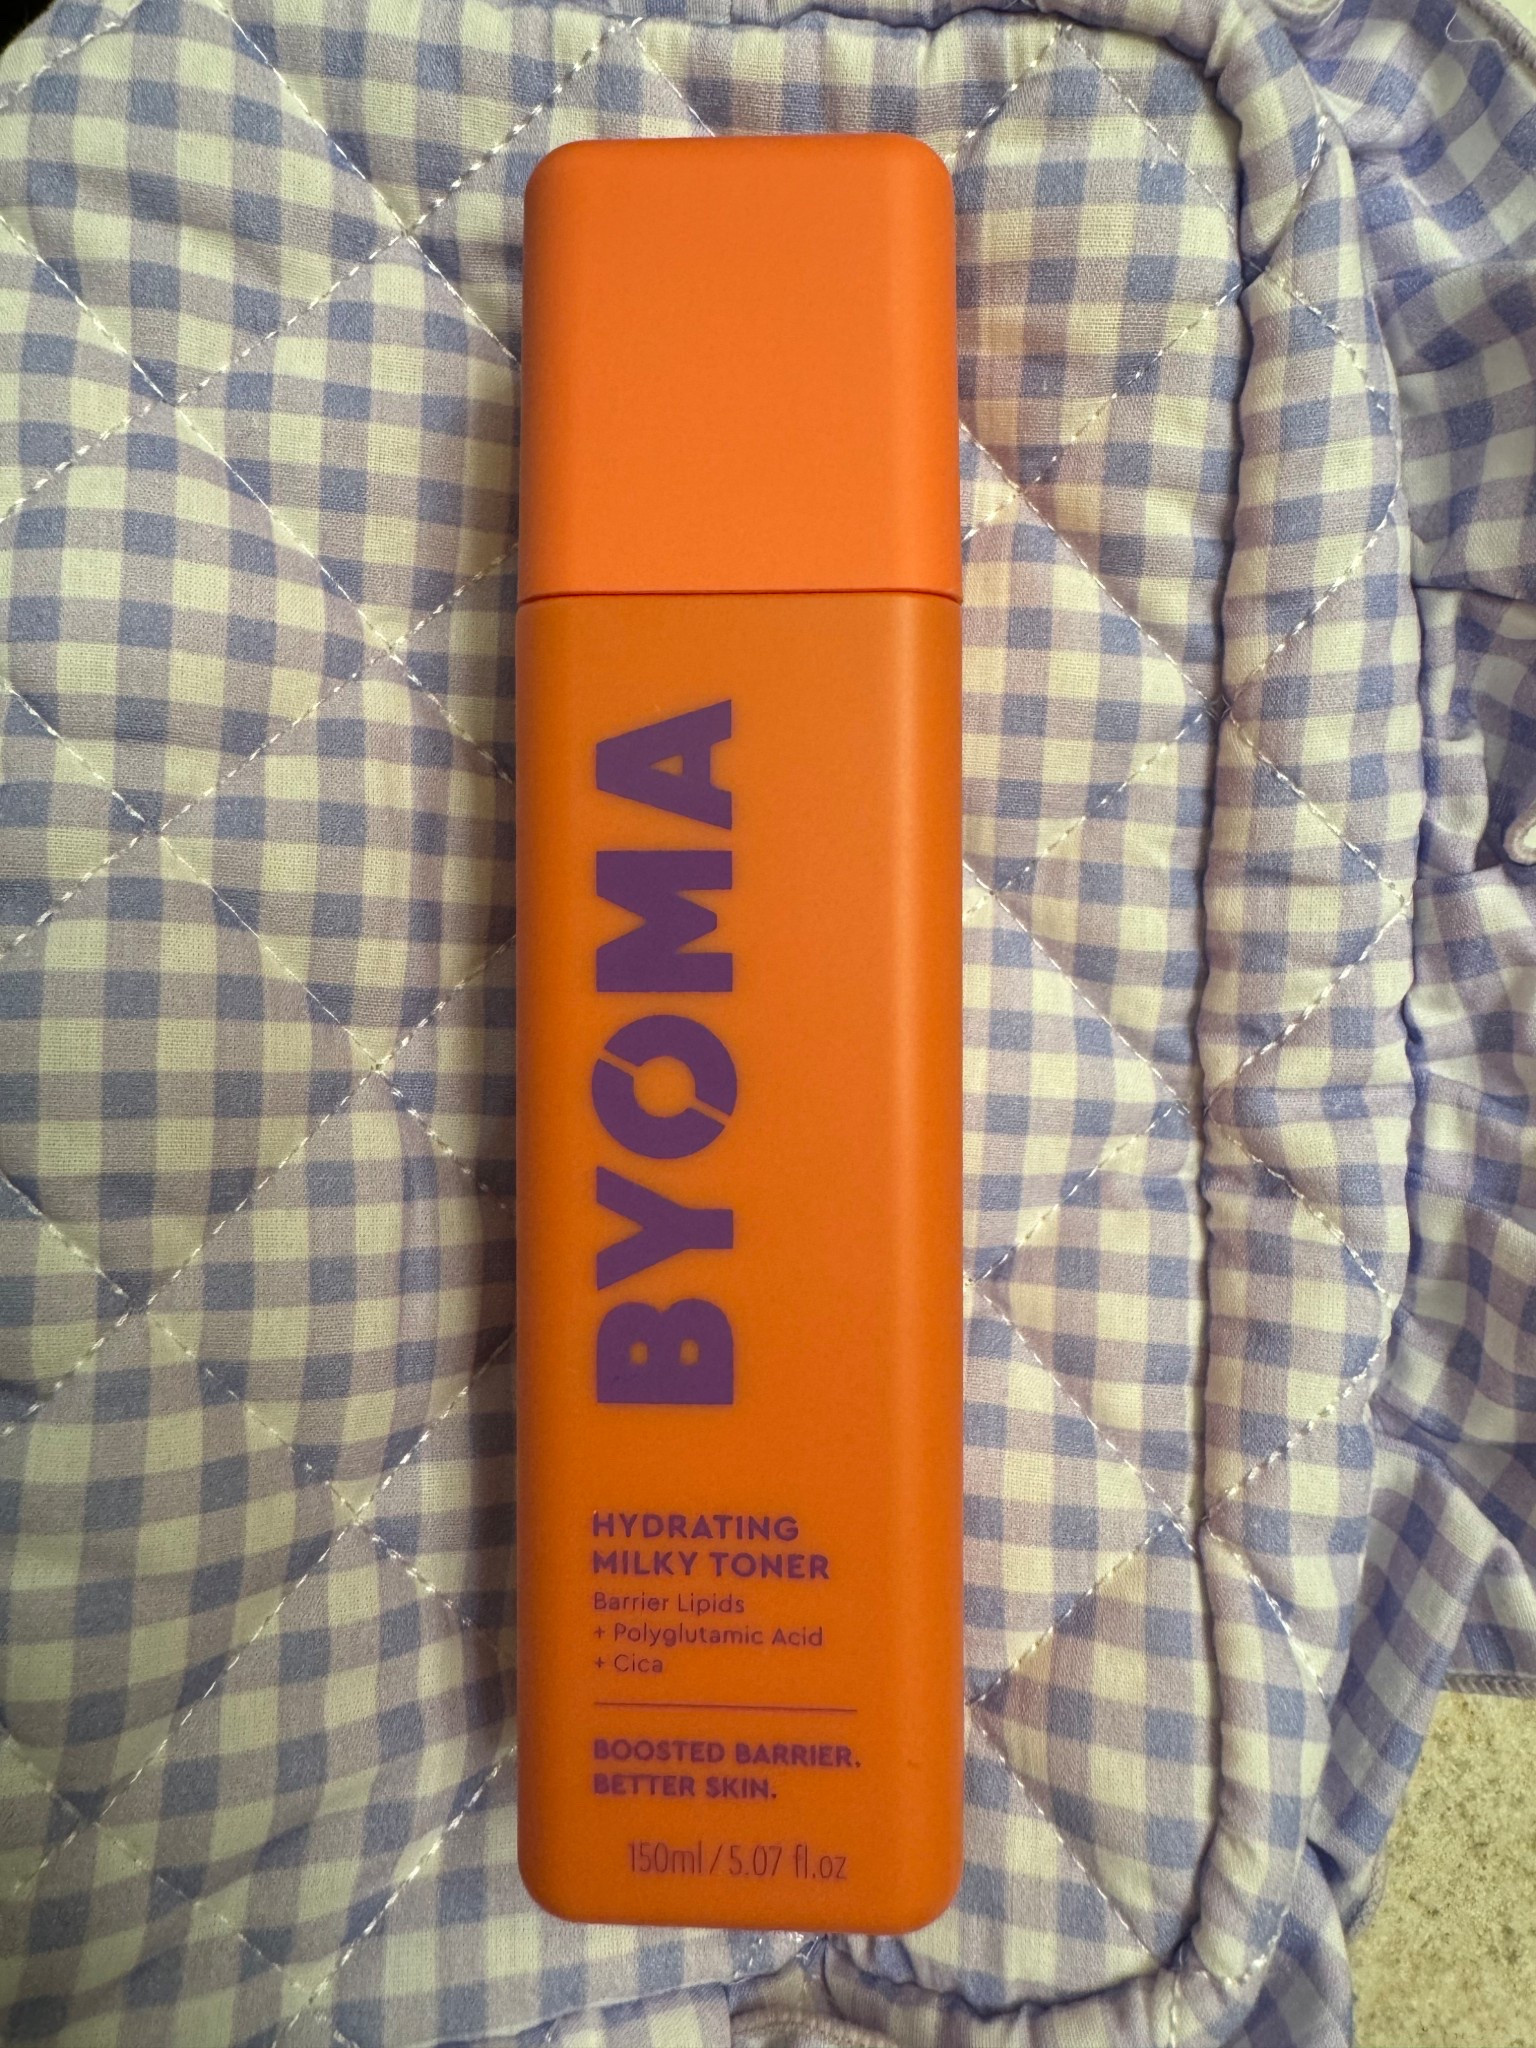 BYOMA
HYDRATING
MILKY TONER
Barrier Lipids
+ Polyglutamic Acid
+ Cica
BOOSTED BARRIER.
BETTER SKIN.
150ml / 5.07 fl.oz